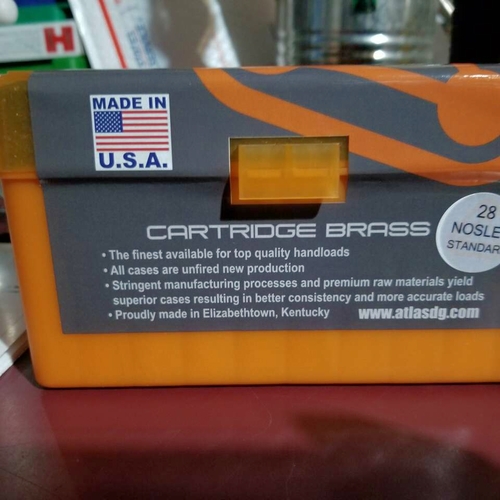 H
MADE IN
U.S.A.
CARTRIDGE BRASS
28
NOSLE
STANDAR
• The finest available for top quality handloads
• All cases are unfired new production
• Stringent manufacturing processes and premium raw materials yield
superior cases resulting in better consistency and more accurate loads
• Proudly made in Elizabethtown, Kentucky
www.atlasdg.com